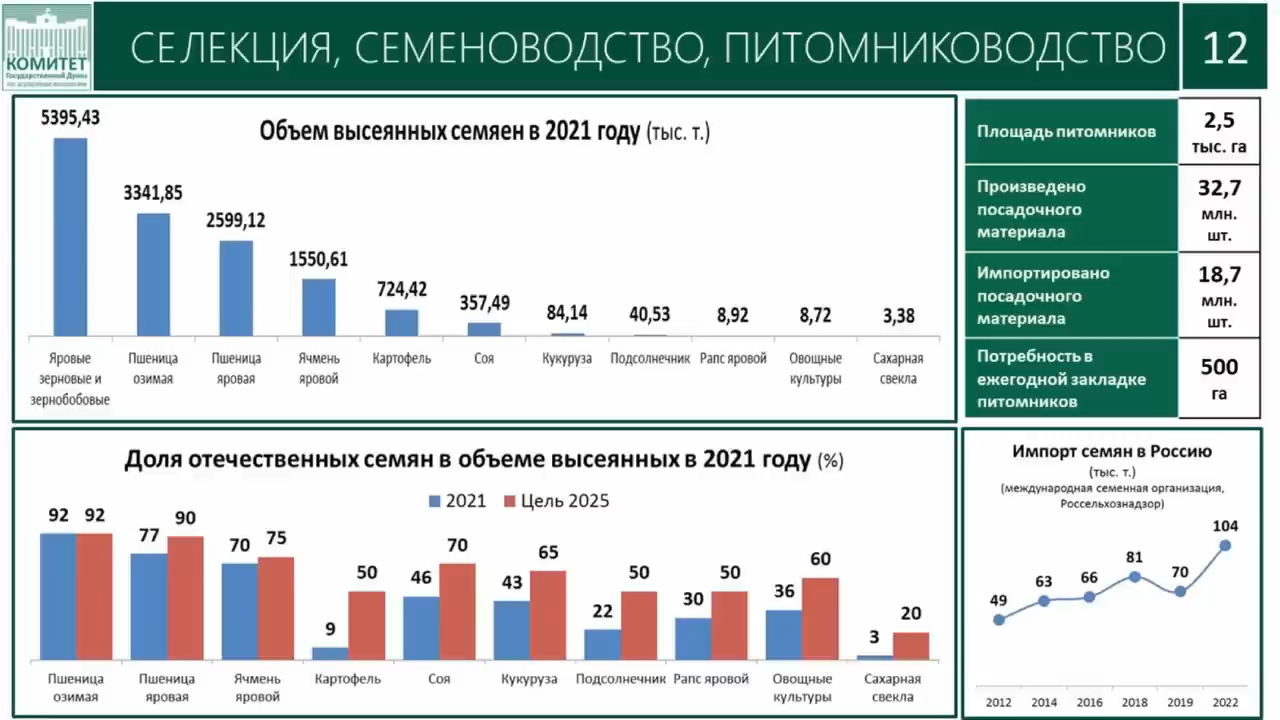 КОМИТЕТ
Государственной Думы
СЕЛЕКЦИЯ, СЕМЕНОВОДСТВО, ПИТОМНИКОВОДСТВО
12
Объем высеянных семяен в 2021 году (тыс. т.)
5395,43
3341,85
2599,12
1550,61
724,42
357,49
84,14
40,53
8,92
8,72
3,38
Яровые
зерновые и
зернобобовые
Пшеница
озимая
Пшеница
яровая
Ячмень
яровой
Картофель
Соя
Кукуруза
Подсолнечник
Рапс яровой
Овощные
культуры
Сахарная
свекла
Площадь питомников
2,5
тыс. га
Произведено
посадочного
материала
32,7
млн.
шт.
Импортировано
посадочного
материала
18,7
млн.
шт.
Потребность в
ежегодной закладке
питомников
500
га
Доля отечественных семян в объеме высеянных в 2021 году (%)
2021
Цель 2025
92
92
77
90
70
75
9
50
46
70
43
65
22
50
30
50
36
60
3
20
Пшеница
озимая
Пшеница
яровая
Ячмень
яровой
Картофель
Соя
Кукуруза
Подсолнечник
Рапс яровой
Овощные
культуры
Сахарная
свекла
Импорт семян в Россию
(тыс. т.)
(международная семенная организация,
Россельхознадзор)
49
63
66
81
70
104
2012
2014
2016
2018
2019
2022